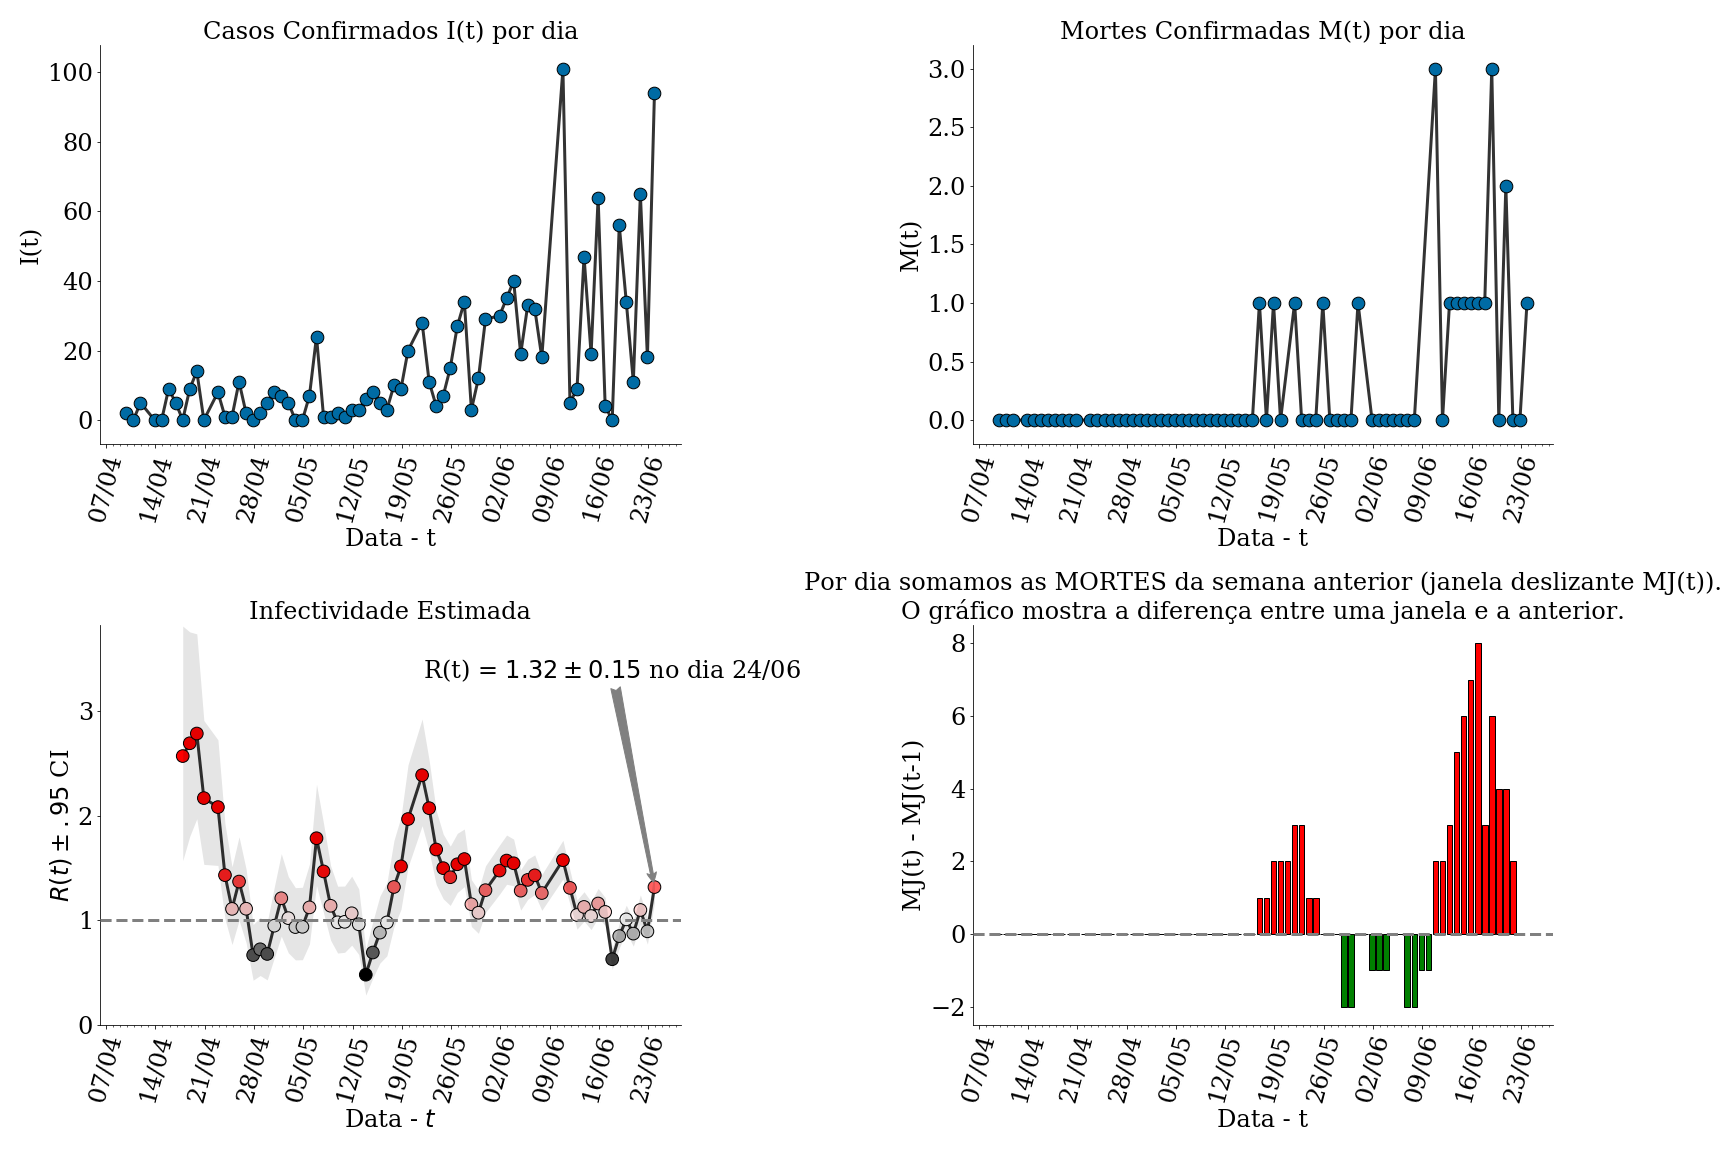 Casos Confirmados I(t) por dia
I(t)
100
80
60
40
20
0
07/04 14/04 21/04 28/04 05/05 12/05 19/05 26/05 02/06 09/06 16/06 23/06
Data - t
Mortes Confirmadas M(t) por dia
M(t)
3.0
2.5
2.0
1.5
1.0
0.5
0.0
07/04 14/04 21/04 28/04 05/05 12/05 19/05 26/05 02/06 09/06 16/06 23/06
Data - t
Infectividade Estimada
R(t) = 1.32 ± 0.15 no dia 24/06
R(t) ± .95 CI
3
2
1
0
07/04 14/04 21/04 28/04 05/05 12/05 19/05 26/05 02/06 09/06 16/06 23/06
Data - t
Por dia somamos as MORTES da semana anterior (janela deslizante MJ(t)).
O gráfico mostra a diferença entre uma janela e a anterior.
MJ(t) - MJ(t-1)
8
6
4
2
0
−2
07/04 14/04 21/04 28/04 05/05 12/05 19/05 26/05 02/06 09/06 16/06 23/06
Data - t